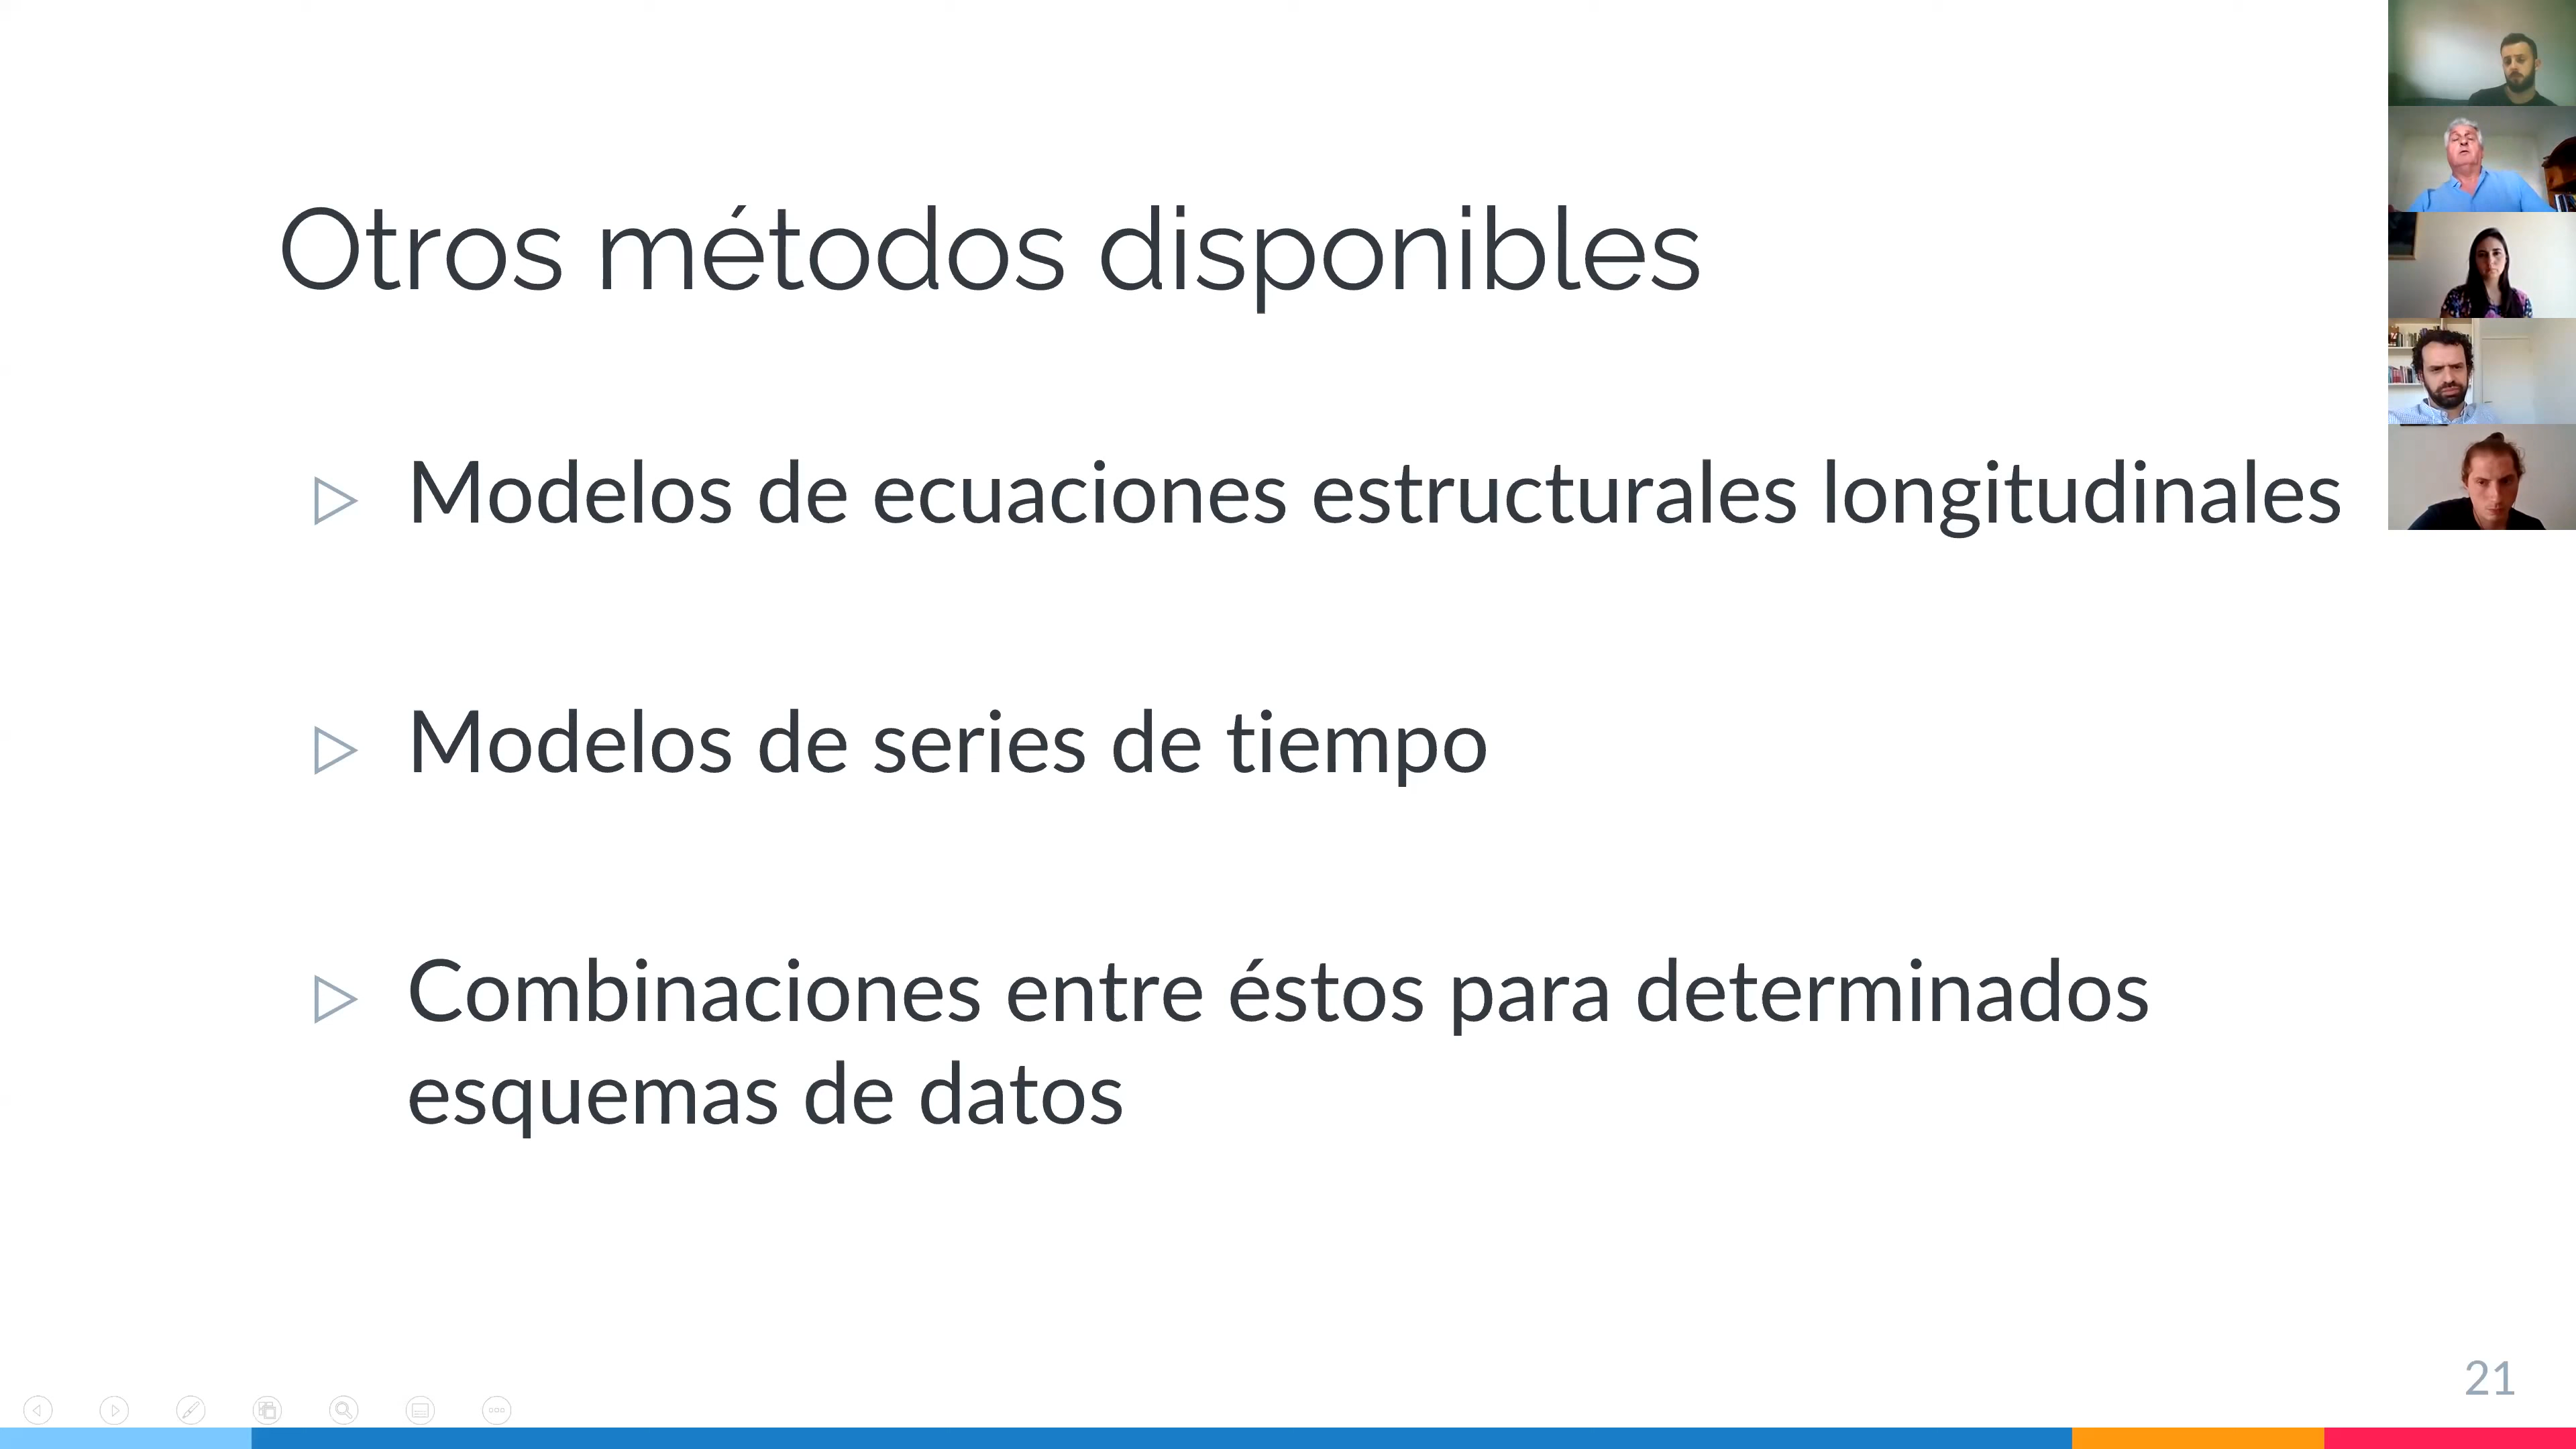 Otros métodos disponibles
Modelos de ecuaciones estructurales longitudinales
Modelos de series de tiempo
Combinaciones entre éstos para determinados
esquemas de datos
21